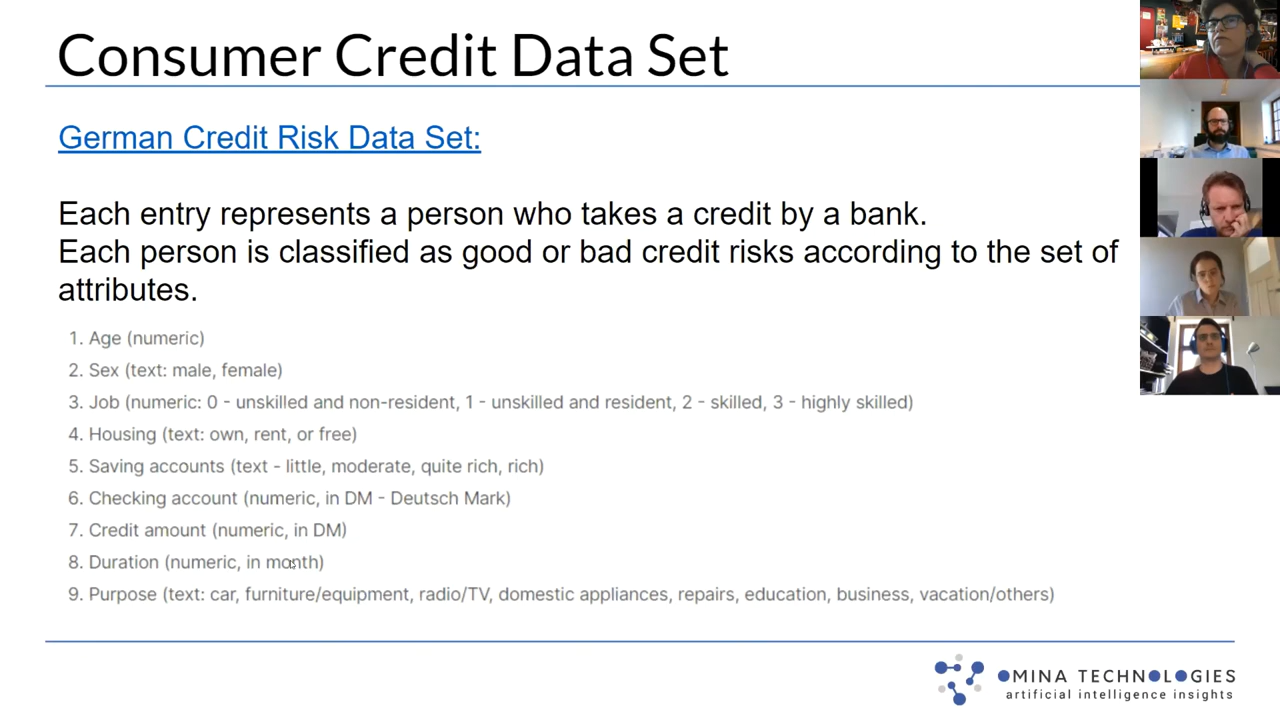 Consumer Credit Data Set
German Credit Risk Data Set:
Each entry represents a person who takes a credit by a bank.
Each person is classified as good or bad credit risks according to the set of
attributes.
1. Age (numeric)
2. Sex (text: male, female)
3. Job (numeric: 0 - unskilled and non-resident, 1 - unskilled and resident, 2 - skilled, 3 - highly skilled)
4. Housing (text: own, rent, or free)
5. Saving accounts (text - little, moderate, quite rich, rich)
6. Checking account (numeric, in DM - Deutsch Mark)
7. Credit amount (numeric, in DM)
8. Duration (numeric, in month)
9. Purpose (text: car, furniture/equipment, radio/TV, domestic appliances, repairs, education, business, vacation/others)
OMINA TECHNOLOGIES
artificial intelligence insights